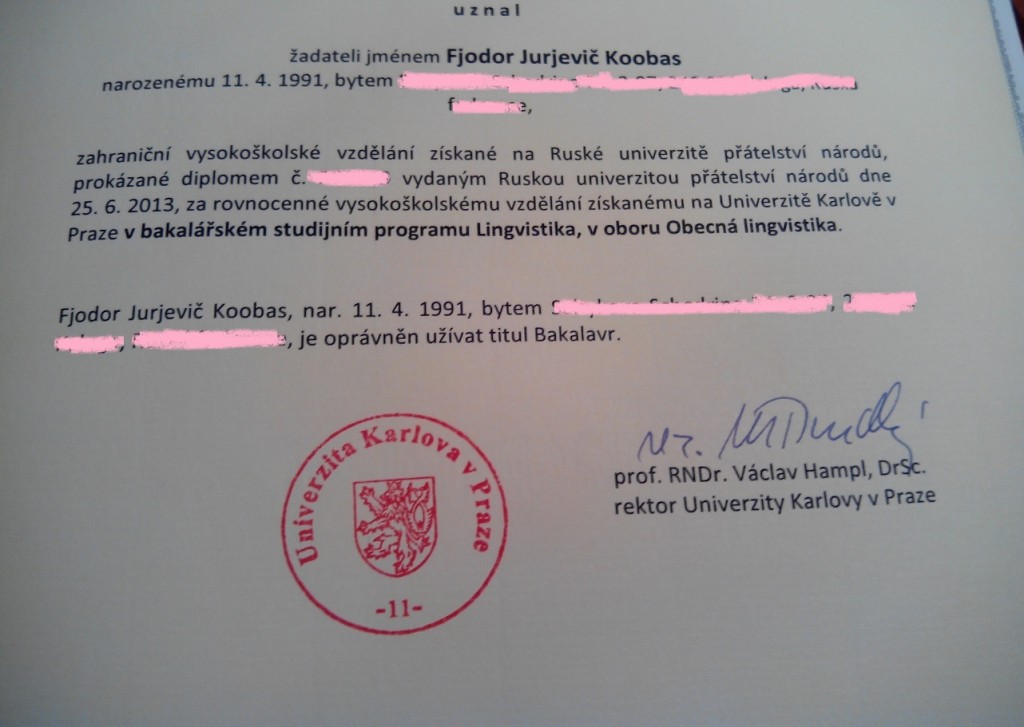 uznal
žadateli jménem Fjodor Jurjevič Koobas
narozenému 11. 4. 1991, bytem
zahraniční vysokoškolské vzdělání získané na Ruské univerzitě přátelství národů,
prokázané diplomem č. vydaným Ruskou univerzitou přátelství národů dne
25. 6. 2013, za rovnocenné vysokoškolskému vzdělání získanému na Univerzitě Karlově v
Praze v bakalářském studijním programu Lingvistika, v oboru Obecná lingvistika.
Fjodor Jurjevič Koobas, nar. 11. 4. 1991, bytem
, je oprávněn užívat titul Bakalavr.
Univerzita Karlova v Praze
-11-
prof. RNDr. Václav Hampl, DrSc.
rektor Univerzity Karlovy v Praze